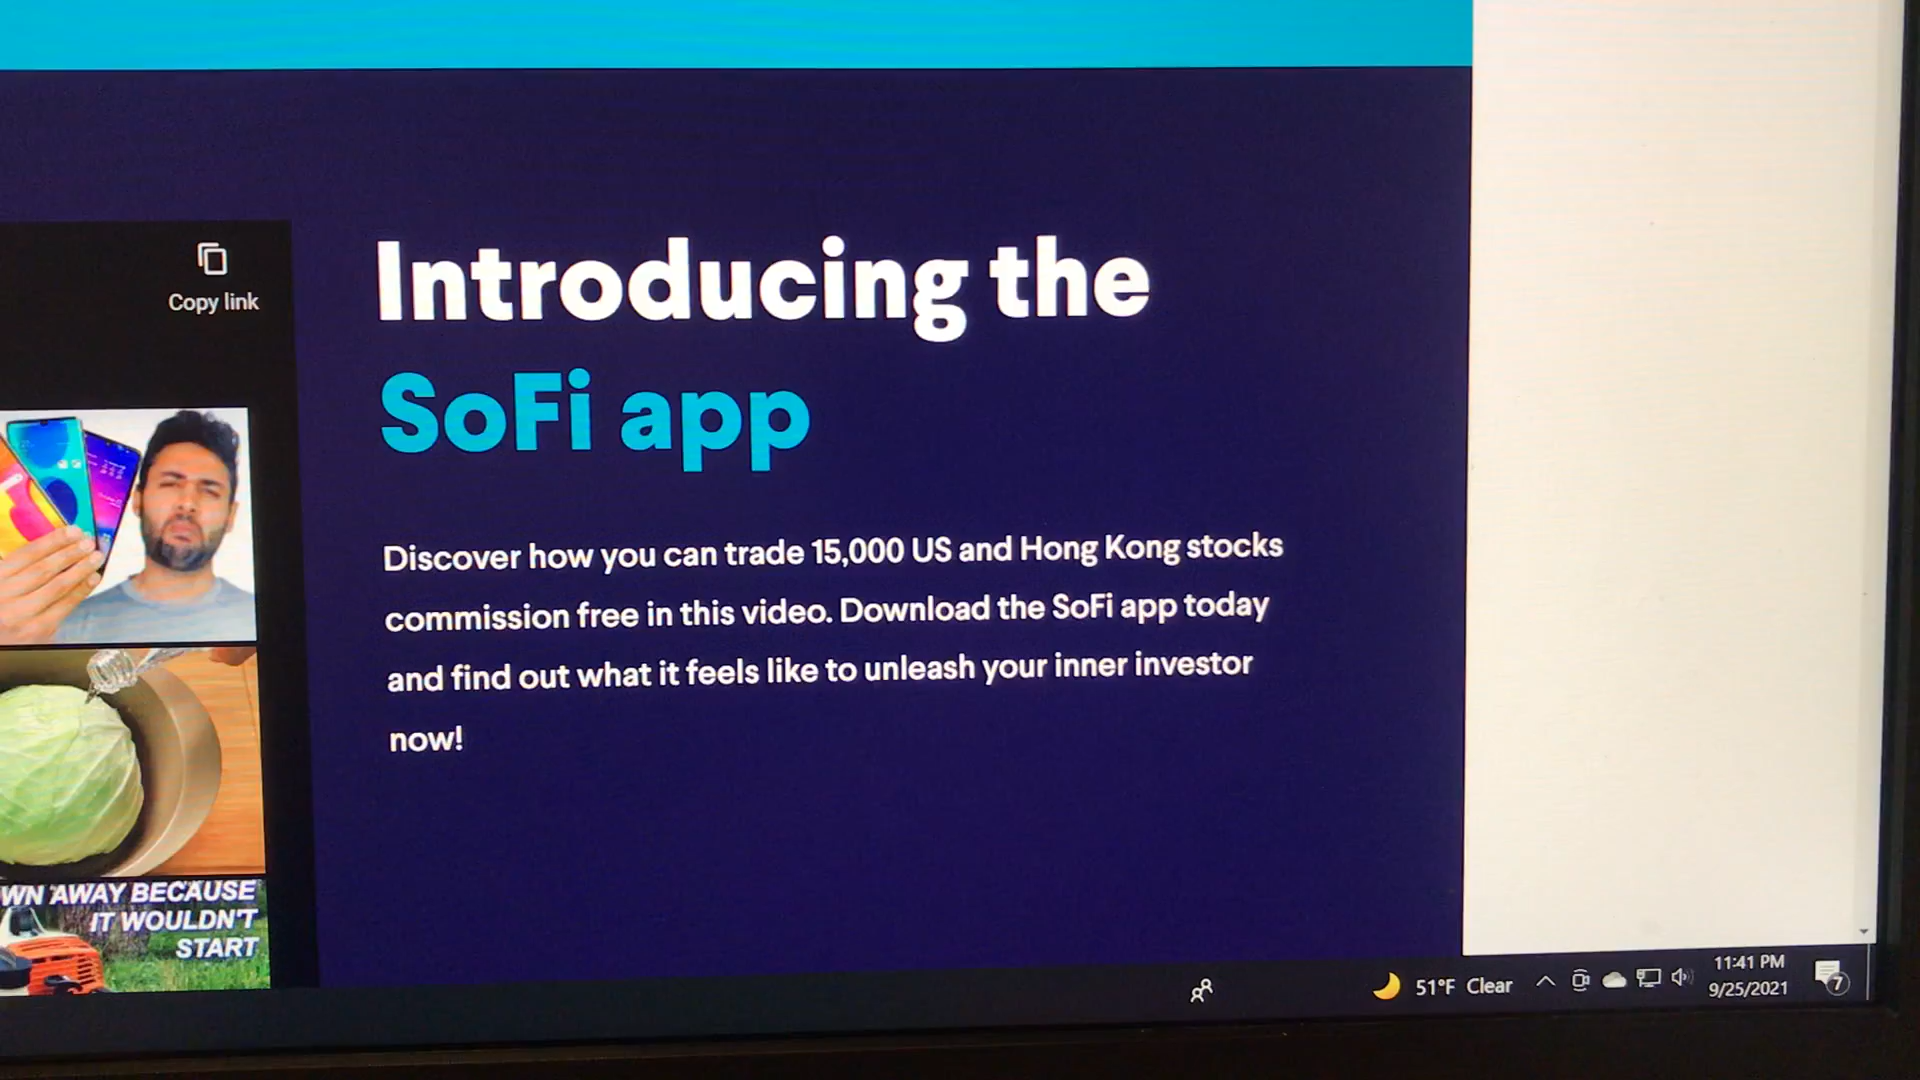 Copy link
Introducing the
SoFi app
Discover how you can trade 15,000 US and Hong Kong stocks
commission free in this video. Download the SoFi app today
and find out what it feels like to unleash your inner investor
now!
WN AWAY BECAUSE
IT WOULDN'T
START
51°F Clear
11:41 PM
9/25/2021
7